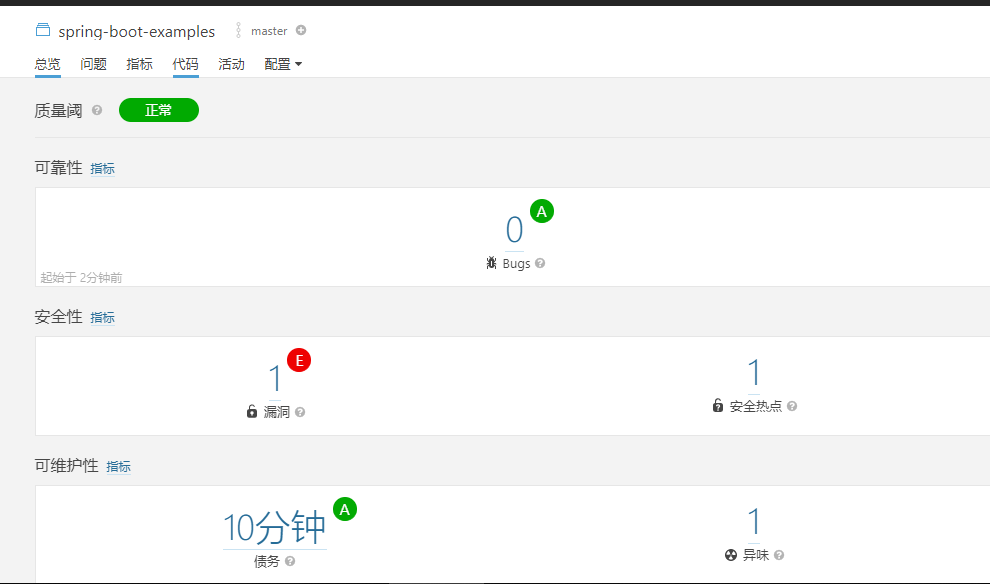 spring-boot-examples master
总览 问题 指标 代码 活动 配置
质量阈 ? 正常
可靠性 指标
0 A
Bugs ?
起始于 2分钟前
安全性 指标
1 E 1
漏洞 ? 安全热点 ?
可维护性 指标
10分钟 A 1
债务 ? 异味 ?